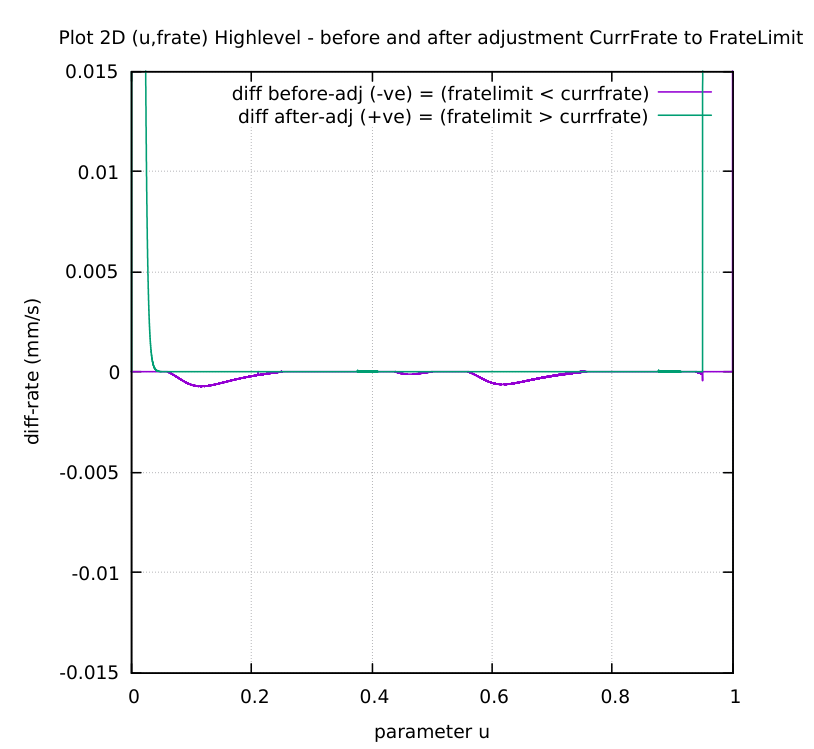 Plot 2D (u,frate) Highlevel - before and after adjustment CurrFrate to FrateLimit
diff before-adj (-ve) = (fratelimit < currfrate)
diff after-adj (+ve) = (fratelimit > currfrate)
0.015
0.01
0.005
0
-0.005
-0.01
-0.015
diff-rate (mm/s)
0 0.2 0.4 0.6 0.8 1
parameter u